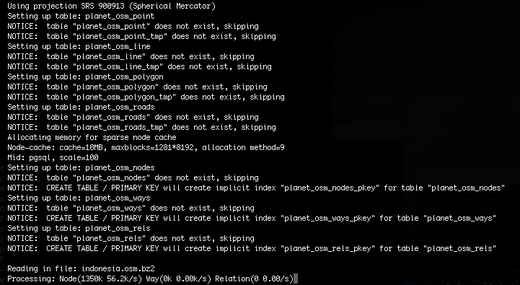 Using projection SRS 900913 (Spherical Mercator)
Setting up table: planet_osm_point
NOTICE:  table "planet_osm_point" does not exist, skipping
NOTICE:  table "planet_osm_point_tmp" does not exist, skipping
Setting up table: planet_osm_line
NOTICE:  table "planet_osm_line" does not exist, skipping
NOTICE:  table "planet_osm_line_tmp" does not exist, skipping
Setting up table: planet_osm_polygon
NOTICE:  table "planet_osm_polygon" does not exist, skipping
NOTICE:  table "planet_osm_polygon_tmp" does not exist, skipping
Setting up table: planet_osm_roads
NOTICE:  table "planet_osm_roads" does not exist, skipping
NOTICE:  table "planet_osm_roads_tmp" does not exist, skipping
Allocating memory for sparse node cache
Node-cache: cache=10MB, maxblocks=1281*8192, allocation method=9
Mid: pgsql, scale=100
Setting up table: planet_osm_nodes
NOTICE:  table "planet_osm_nodes" does not exist, skipping
NOTICE:  CREATE TABLE / PRIMARY KEY will create implicit index "planet_osm_nodes_pkey" for table "planet_osm_nodes"
Setting up table: planet_osm_ways
NOTICE:  table "planet_osm_ways" does not exist, skipping
NOTICE:  CREATE TABLE / PRIMARY KEY will create implicit index "planet_osm_ways_pkey" for table "planet_osm_ways"
Setting up table: planet_osm_rels
NOTICE:  table "planet_osm_rels" does not exist, skipping
NOTICE:  CREATE TABLE / PRIMARY KEY will create implicit index "planet_osm_rels_pkey" for table "planet_osm_rels"
Reading in file: indonesia.osm.bz2
Processing: Node(1350k 56.2k/s) Way(0k 0.00k/s) Relation(0 0.00/s)